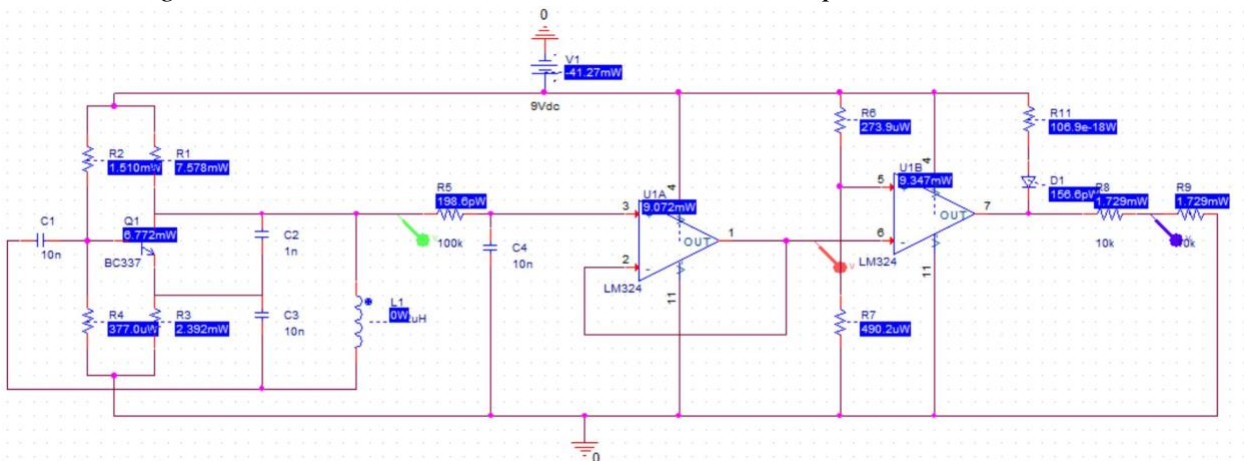 0
V1
-41.27mW
9Vdc
R2
1.510mW
R1
7.578mW
R6
273.9uW
R11
106.9e-18W
C1
10n
Q1
6.772mW
BC337
C2
1n
R5
198.6pW
100k
U1A
9.072mW
3
2
4
11
1
OUT
LM324
C4
10n
U1B
9.347mW
5
6
4
11
7
OUT
LM324
D1
156.6pW
R8
1.729mW
10k
R9
1.729mW
R4
377.0uW
R3
2.392mW
C3
10n
L1
0W
uH
R7
490.2uW
0